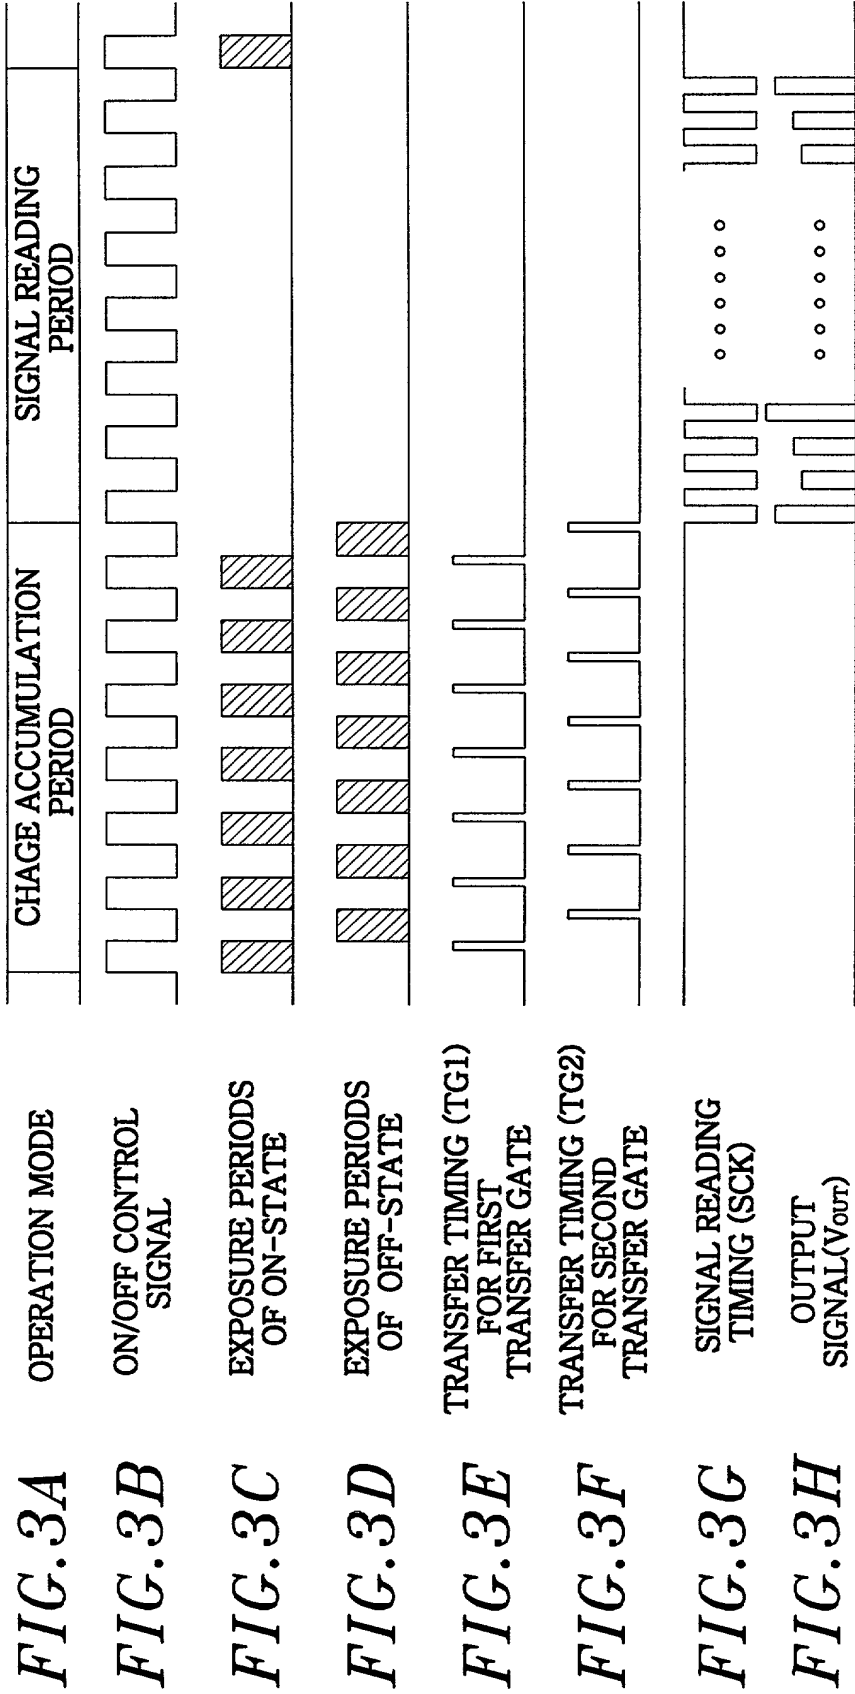 FIG.3A
OPERATION MODE
CHAGE ACCUMULATION
PERIOD
SIGNAL READING
PERIOD
FIG.3B
ON/OFF CONTROL
SIGNAL
FIG.3C
EXPOSURE PERIODS
OF ON-STATE
FIG.3D
EXPOSURE PERIODS
OF OFF-STATE
FIG.3E
TRANSFER TIMING (TG1)
FOR FIRST
TRANSFER GATE
FIG.3F
TRANSFER TIMING (TG2)
FOR SECOND
TRANSFER GATE
FIG.3G
SIGNAL READING
TIMING (SCK)
FIG.3H
OUTPUT
SIGNAL(VOUT)